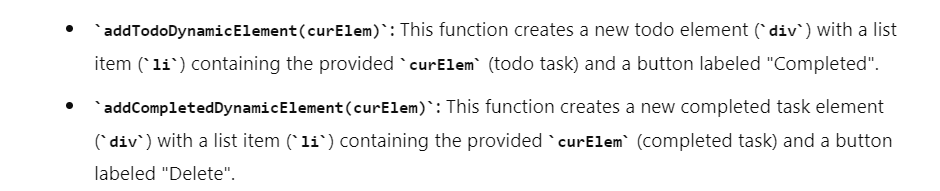 • `addTodoDynamicElement(curElem)`: This function creates a new todo element (`div`) with a list
item (`li`) containing the provided `curElem` (todo task) and a button labeled "Completed".
• `addCompletedDynamicElement(curElem)`: This function creates a new completed task element
(`div`) with a list item (`li`) containing the provided `curElem` (completed task) and a button
labeled "Delete".